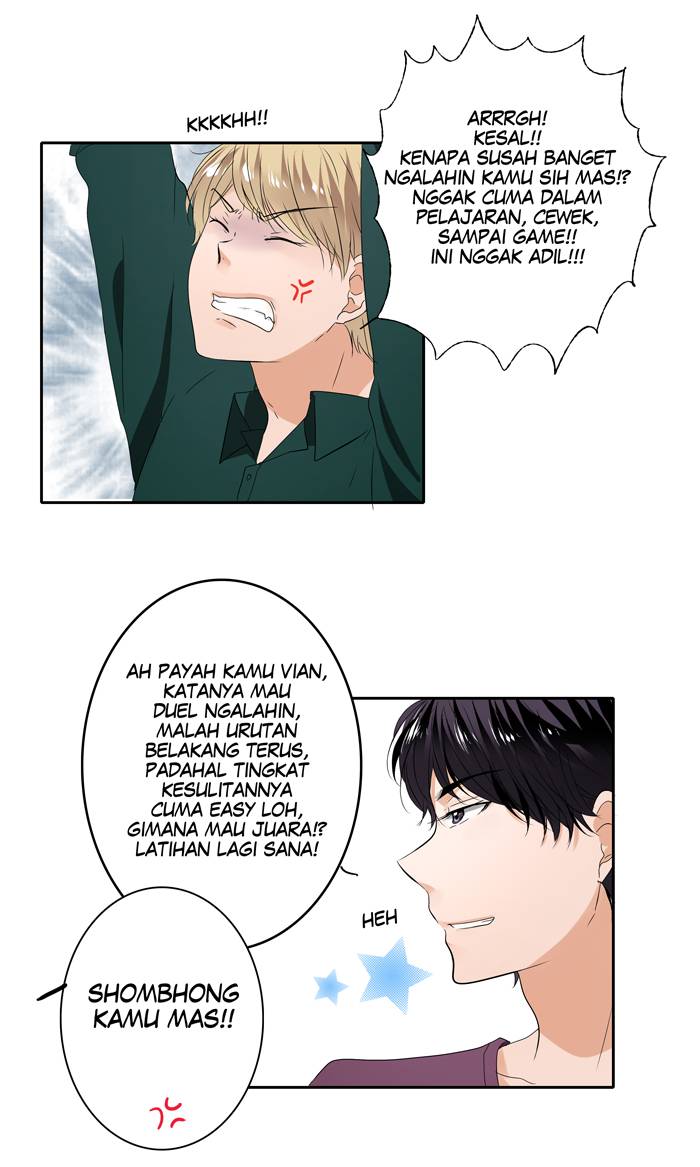 KKKKHH!!
ARRRGH!
KESAL!!
KENAPA SUSAH BANGET
NGALAHIN KAMU SIH MAS!?
NGGAK CUMA DALAM
PELAJARAN, CEWEK,
SAMPAI GAME!!
INI NGGAK ADIL!!!
AH PAYAH KAMU VIAN,
KATANYA MAU
DUEL NGALAHIN,
MALAH URUTAN
BELAKANG TERUS,
PADAHAL TINGKAT
KESULITANNYA
CUMA EASY LOH,
GIMANA MAU JUARA!?
LATIHAN LAGI SANA!
HEH
SHOMBHONG
KAMU MAS!!